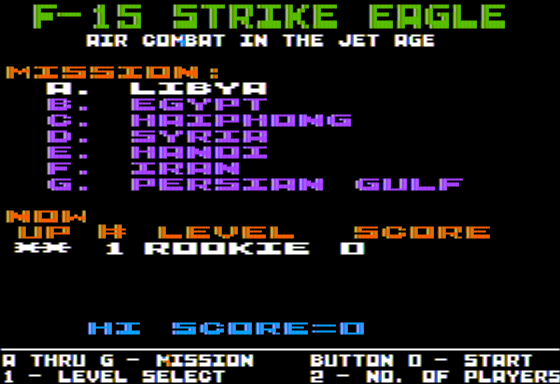 F-15 STRIKE EAGLE
AIR COMBAT IN THE JET AGE
MISSION:
A. LIBYA
B. EGYPT
C. HAIPHONG
D. SYRIA
E. HANOI
F. IRAN
G. PERSIAN GULF
NOW
UP # LEVEL SCORE
** 1 ROOKIE 0
HI SCORE=0
A THRU G - MISSION BUTTON 0 - START
1 - LEVEL SELECT 2 - NO. OF PLAYERS